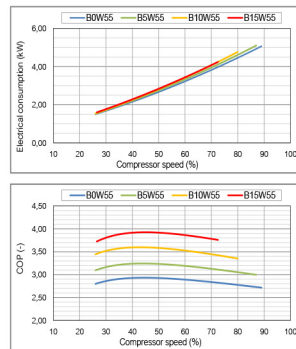 B0W55 B5W55 B10W55 B15W55
Electrical consumption (kW)
6,00
4,00
2,00
0,00
10 20 30 40 50 60 70 80 90 100
Compressor speed (%)
B0W55 B5W55 B10W55 B15W55
COP (-)
4,50
4,00
3,50
3,00
2,50
2,00
10 20 30 40 50 60 70 80 90 100
Compressor speed (%)